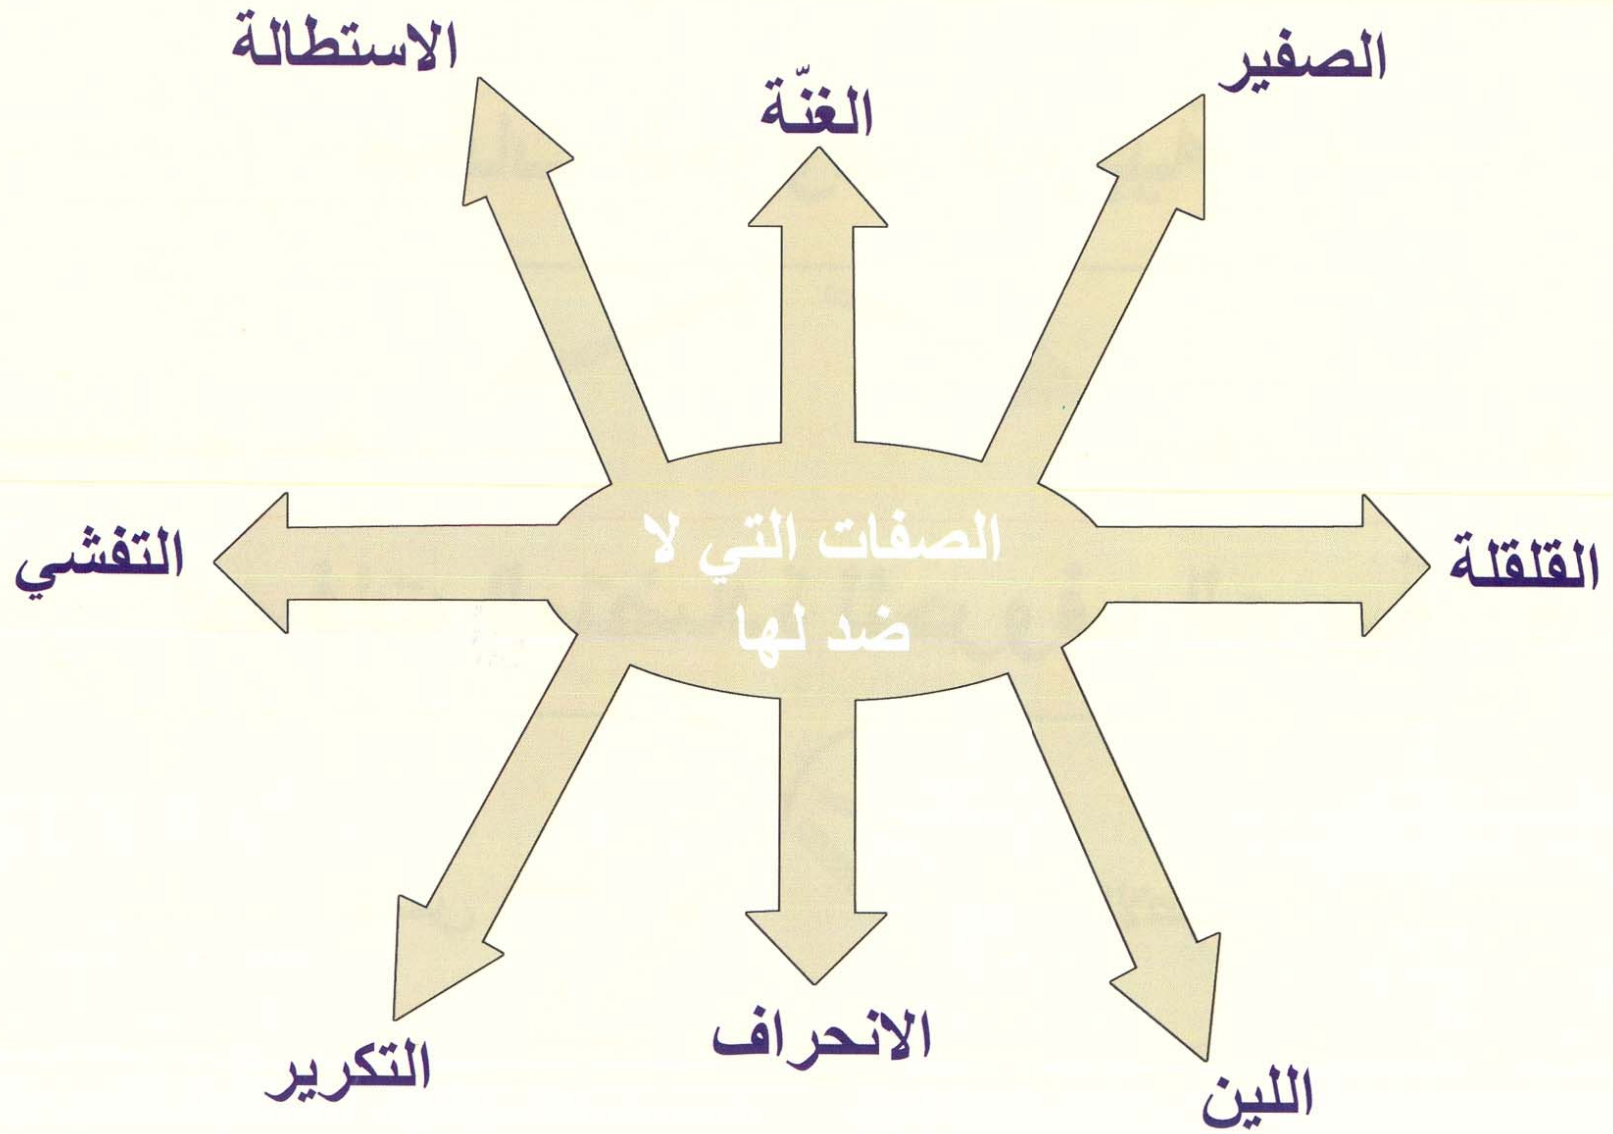 الصفير
الغنّة
الاستطالة
القلقلة
الصفات التي لا
ضد لها
التفشي
اللين
الانحراف
التكرير